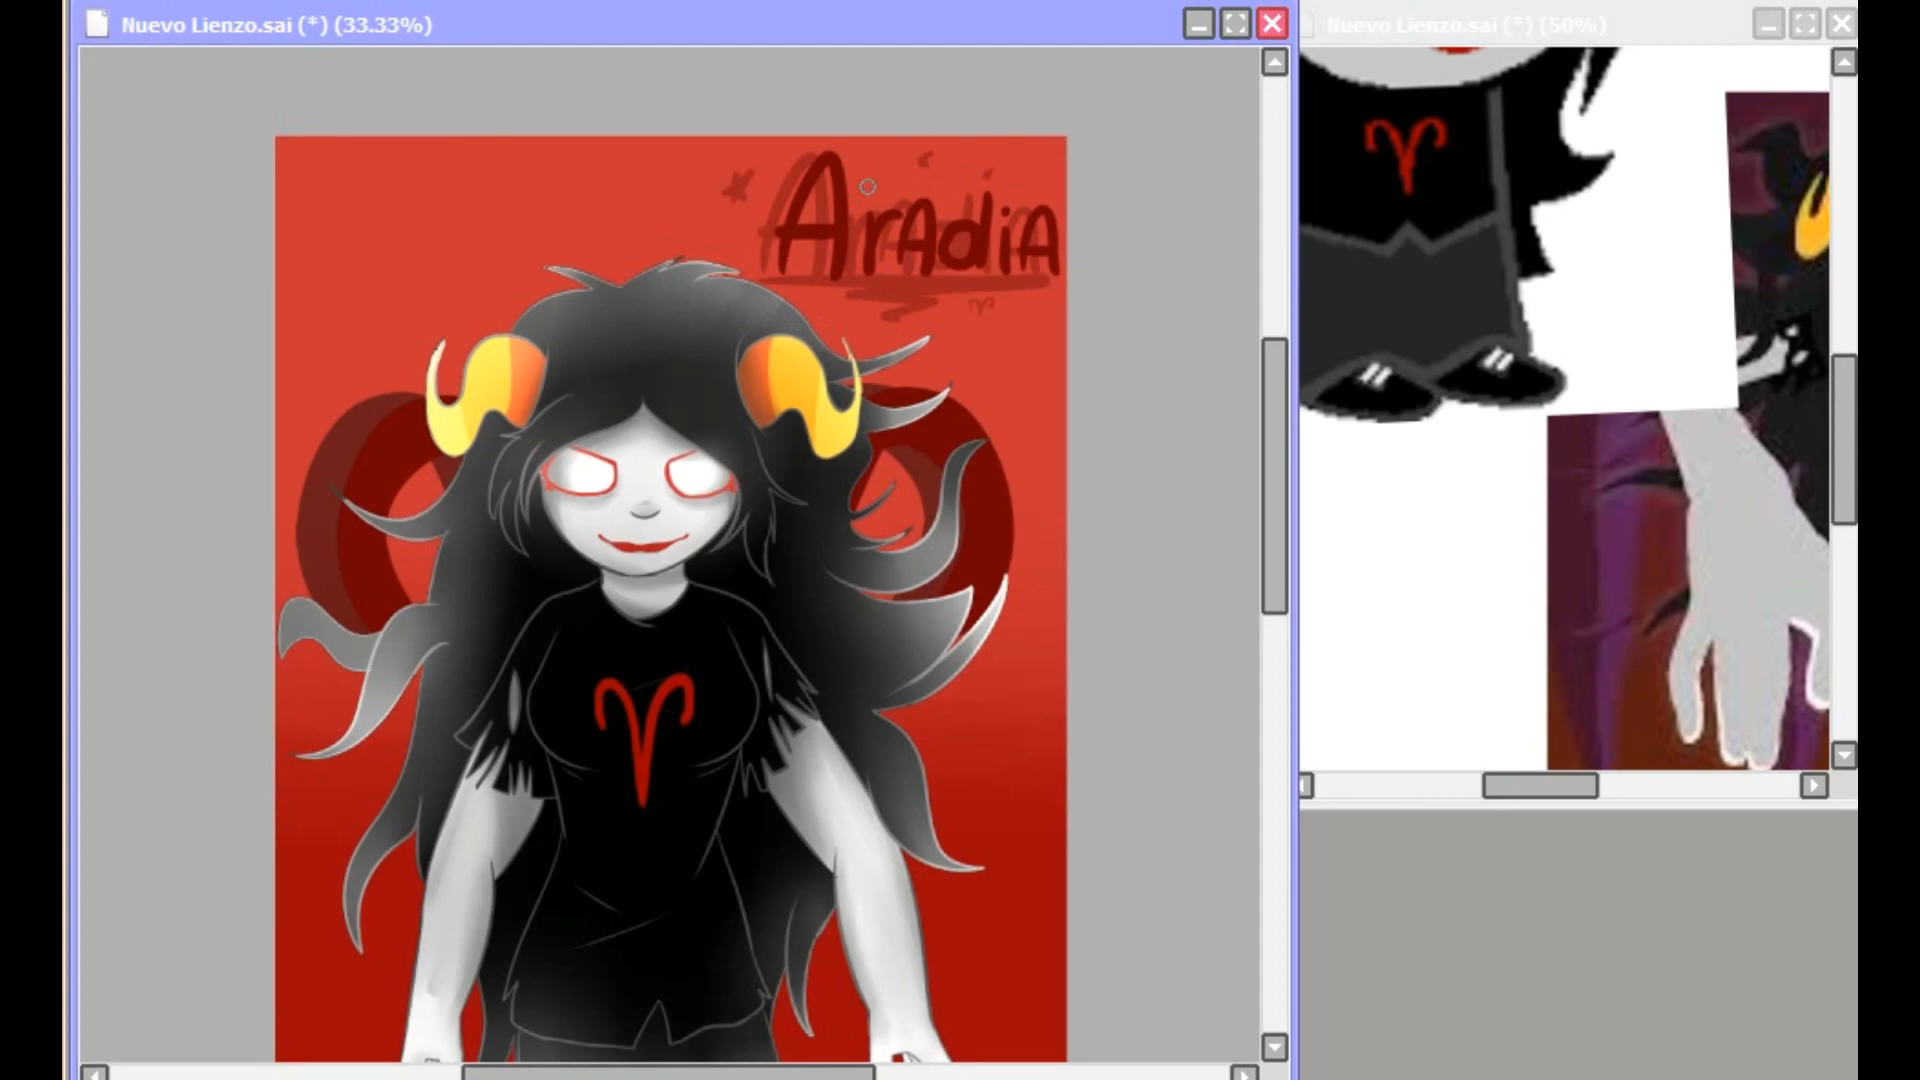 Nuevo Lienzo.sai (*) (33.33%)
Nuevo Lienzo.sai (*) (50%)
AradiA